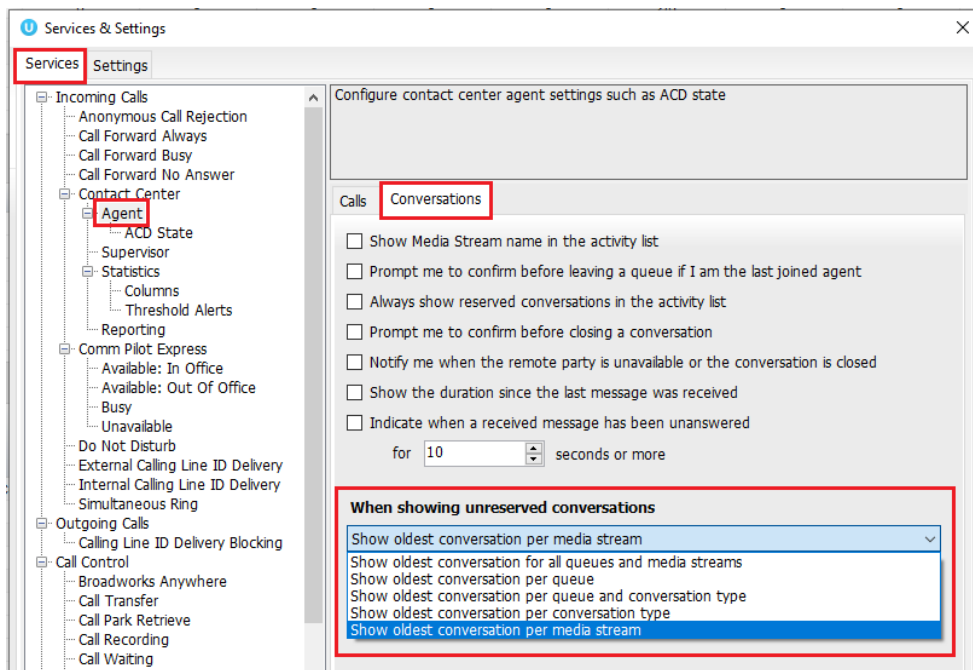 Services & Settings
Services Settings
Incoming Calls
Anonymous Call Rejection
Call Forward Always
Call Forward Busy
Call Forward No Answer
Contact Center
Agent
ACD State
Supervisor
Statistics
Columns
Threshold Alerts
Reporting
Comm Pilot Express
Available: In Office
Available: Out Of Office
Busy
Unavailable
Do Not Disturb
External Calling Line ID Delivery
Internal Calling Line ID Delivery
Simultaneous Ring
Outgoing Calls
Calling Line ID Delivery Blocking
Call Control
Broadworks Anywhere
Call Transfer
Call Park Retrieve
Call Recording
Call Waiting
Configure contact center agent settings such as ACD state
Calls Conversations
Show Media Stream name in the activity list
Prompt me to confirm before leaving a queue if I am the last joined agent
Always show reserved conversations in the activity list
Prompt me to confirm before closing a conversation
Notify me when the remote party is unavailable or the conversation is closed
Show the duration since the last message was received
Indicate when a received message has been unanswered
for 10 seconds or more
When showing unreserved conversations
Show oldest conversation per media stream
Show oldest conversation for all queues and media streams
Show oldest conversation per queue
Show oldest conversation per queue and conversation type
Show oldest conversation per conversation type
Show oldest conversation per media stream